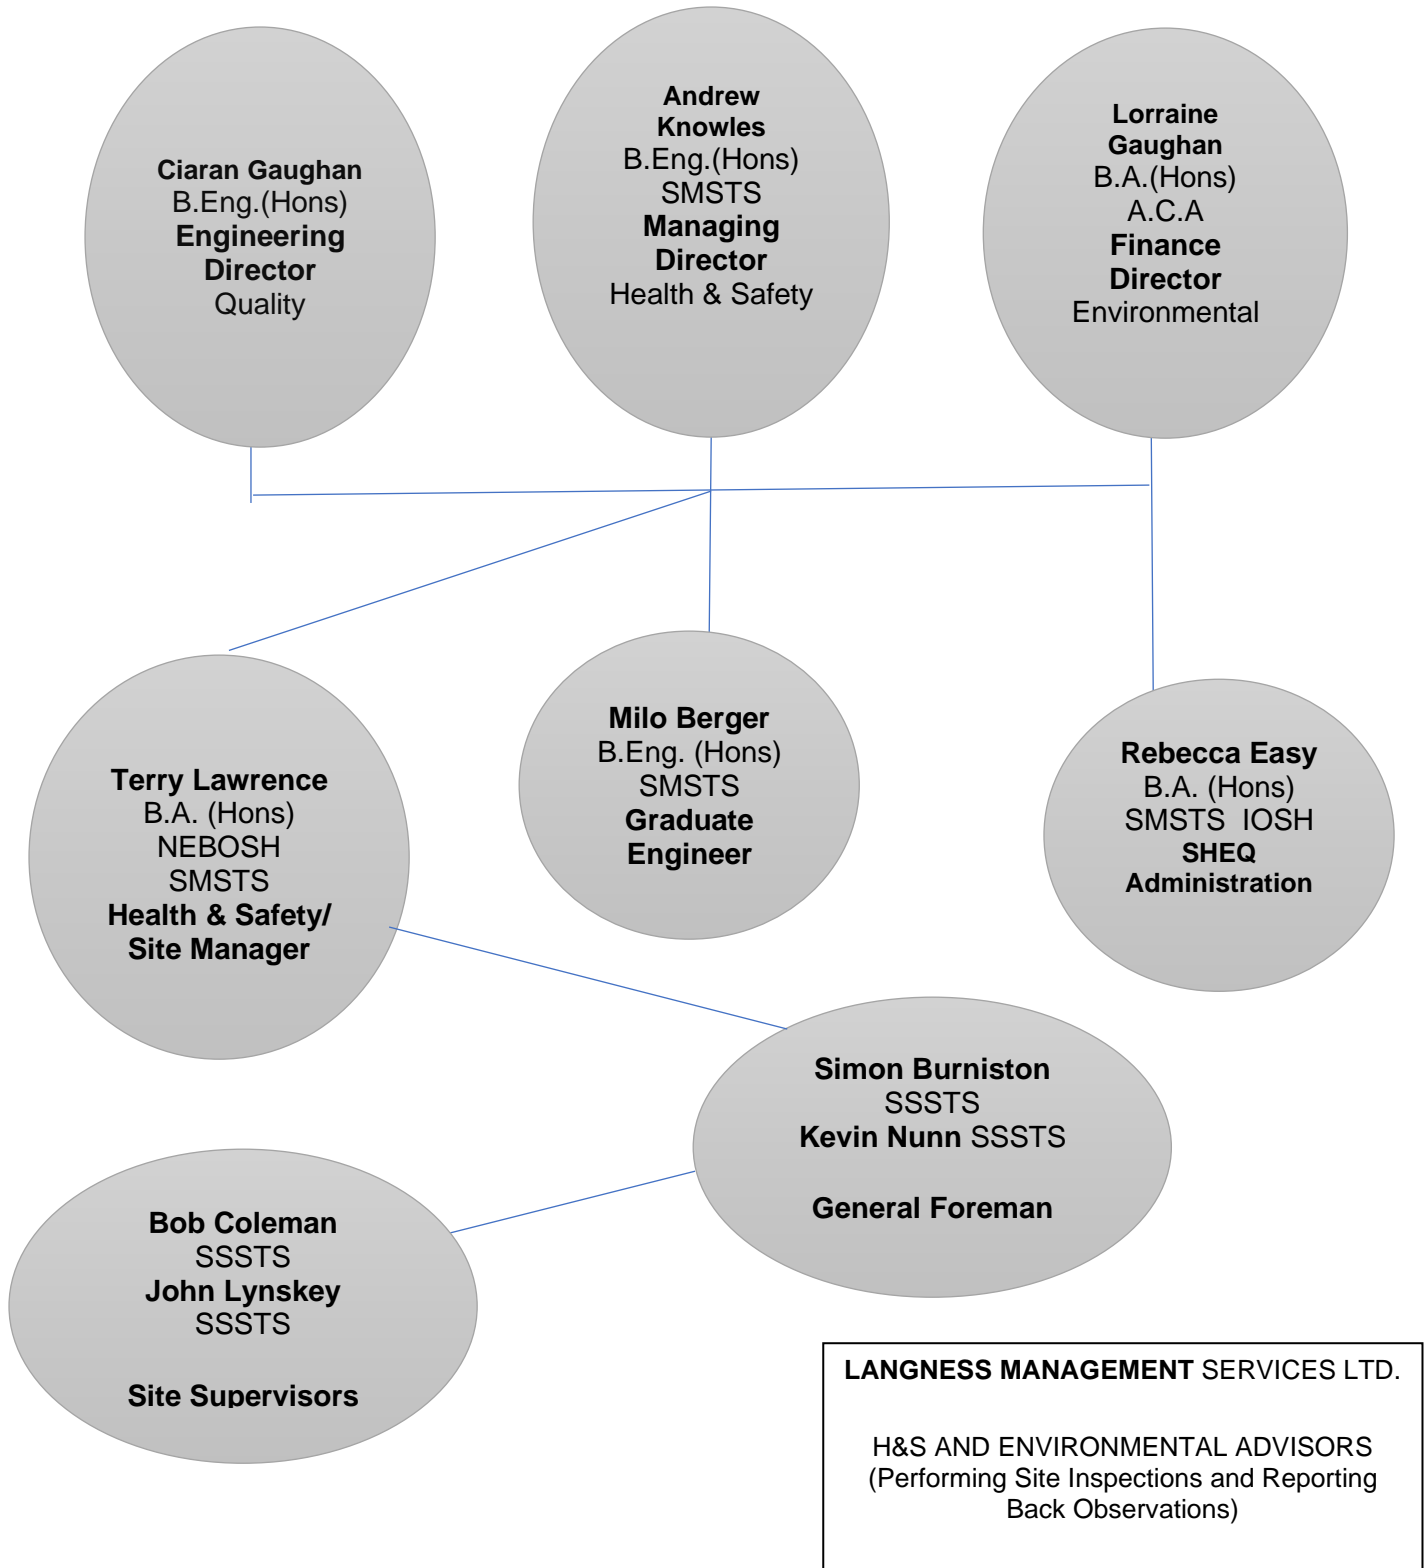 Ciaran Gaughan
B.Eng.(Hons)
Engineering
Director
Quality
Andrew
Knowles
B.Eng.(Hons)
SMSTS
Managing
Director
Health & Safety
Lorraine
Gaughan
B.A.(Hons)
A.C.A
Finance
Director
Environmental
Terry Lawrence
B.A. (Hons)
NEBOSH
SMSTS
Health & Safety/
Site Manager
Milo Berger
B.Eng. (Hons)
SMSTS
Graduate
Engineer
Rebecca Easy
B.A. (Hons)
SMSTS IOSH
SHEQ
Administration
Simon Burniston
SSSTS
Kevin Nunn SSSTS
General Foreman
Bob Coleman
SSSTS
John Lynskey
SSSTS
Site Supervisors
LANGNESS MANAGEMENT SERVICES LTD.
H&S AND ENVIRONMENTAL ADVISORS
(Performing Site Inspections and Reporting
Back Observations)